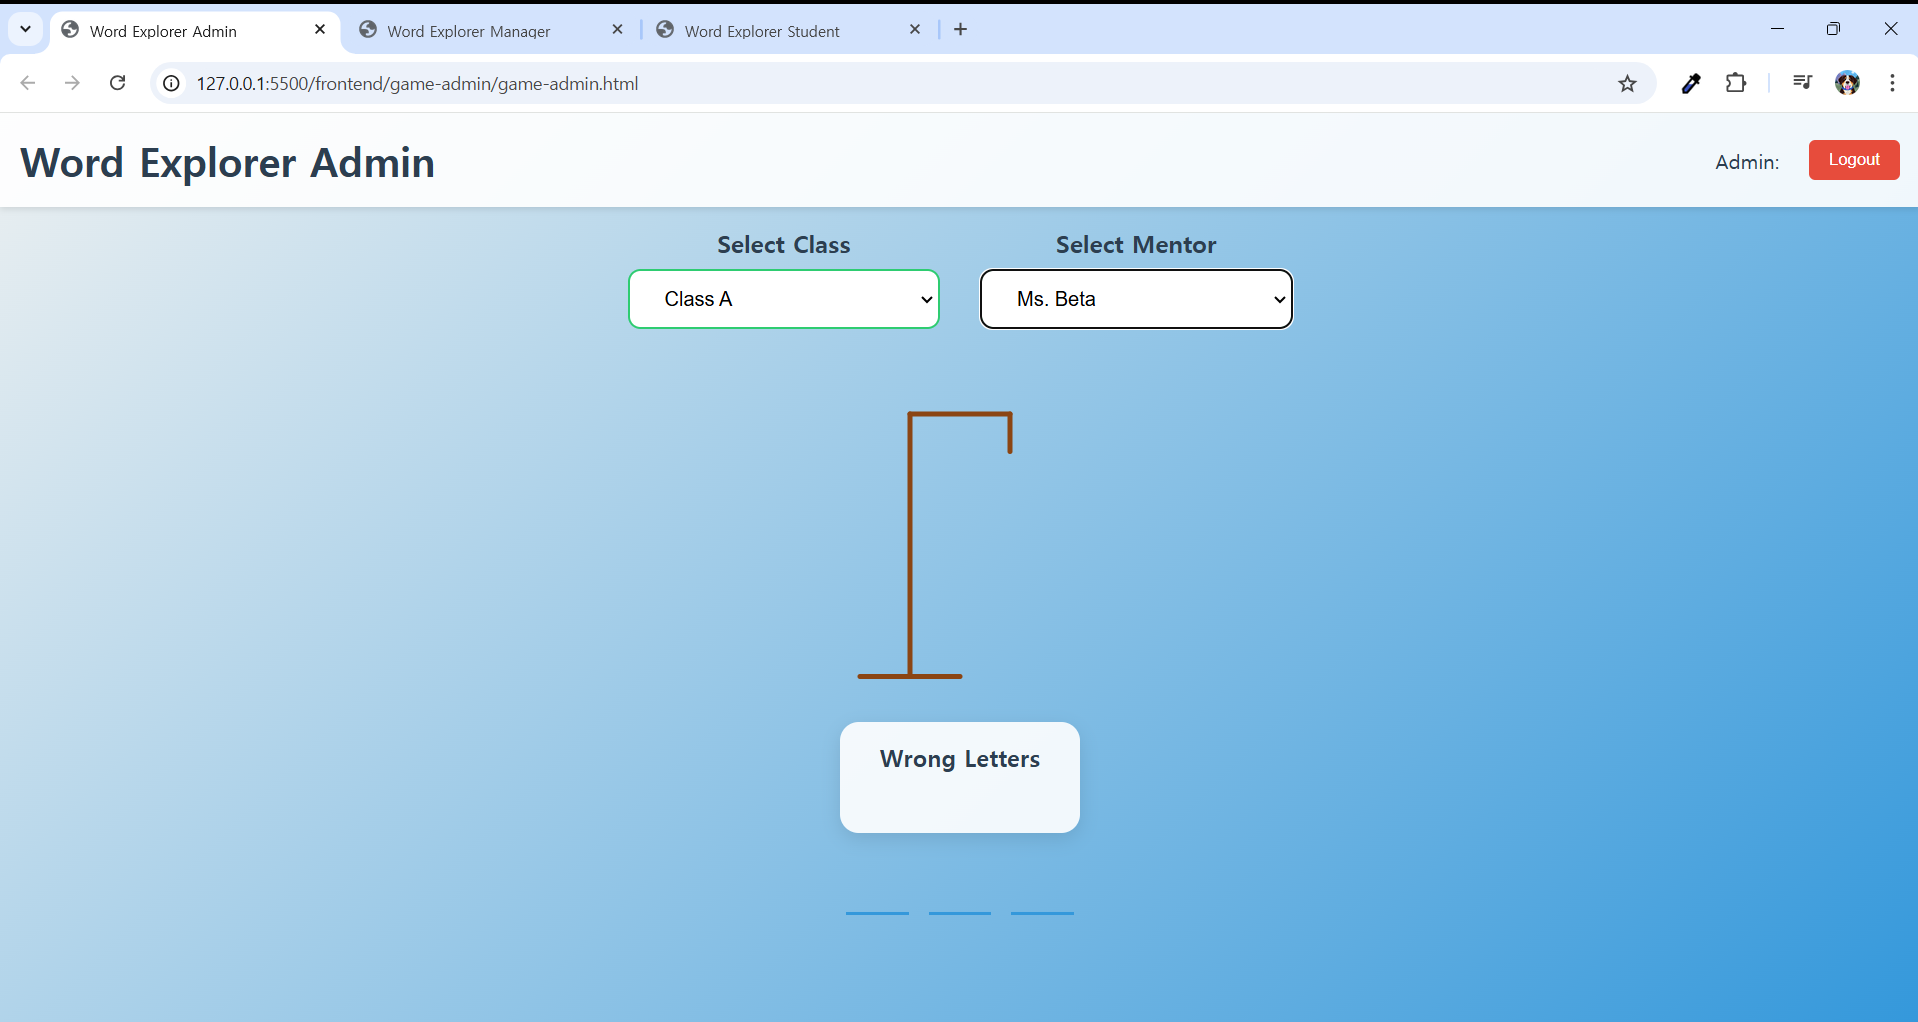 Word Explorer Admin
Word Explorer Manager
Word Explorer Student
127.0.0.1:5500/frontend/game-admin/game-admin.html
Word Explorer Admin
Admin:
Logout
Select Class
Select Mentor
Class A
Ms. Beta
Wrong Letters